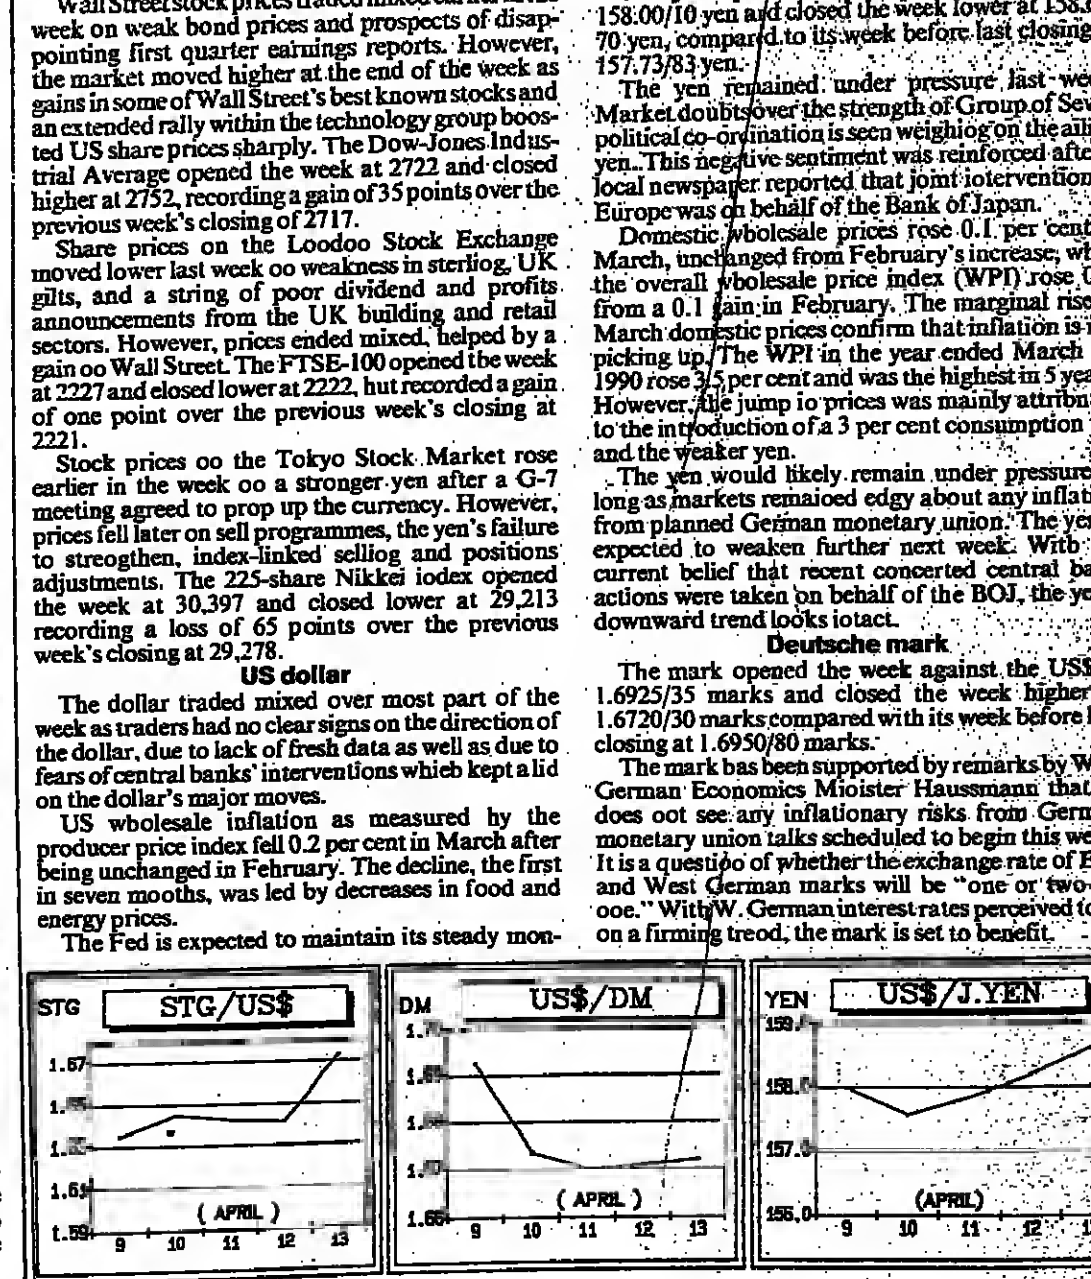 Wall Street stock prices traded mixed earlier
week on weak bond prices and prospects of disap-
pointing first quarter earnings reports. However,
the market moved higher at the end of the week as
gains in some of Wall Street's best known stocks and
an extended rally within the technology group boos-
ted US share prices sharply. The Dow-Jones Indus-
trial Average opened the week at 2722 and closed
higher at 2752, recording a gain of 35 points over the
previous week's closing of 2717.
Share prices on the Loodoo Stock Exchange
moved lower last week oo weakness in sterliog, UK
gilts, and a string of poor dividend and profits
announcements from the UK building and retail
sectors. However, prices ended mixed, helped by a
gain oo Wall Street. The FTSE-100 opened tbe week
at 2227 and elosed lower at 2222, hut recorded a gain
of one point over the previous week's closing at
2221.
Stock prices oo the Tokyo Stock Market rose
earlier in the week oo a stronger yen after a G-7
meeting agreed to prop up the currency. However,
prices fell later on sell programmes, the yen's failure
to streogthen, index-linked selliog and positions
adjustments. The 225-share Nikkei iodex opened
the week at 30,397 and closed lower at 29,213
recording a loss of 65 points over the previous
week's closing at 29,278.
US dollar
The dollar traded mixed over most part of the
week as traders had no clear signs on the direction of
the dollar, due to lack of fresh data as well as due to
fears of central banks' interventions whieb kept a lid
on the dollar's major moves.
US wbolesale inflation as measured hy the
producer price index fell 0.2 per cent in March after
being unchanged in Fehruary. The decline, the first
in seven mooths, was led by decreases in food and
energy prices.
The Fed is expected to maintain its steady mon-
158.00/10 yen and closed the week lower at 158.
70 yen, compared to its week before last closing
157.73/83 yen.
The yen remained under pressure last
Market doubts over the strength of Group of
political co-ordination is seen weighiog on the
yen. This negative sentiment was reinforced
local newspaper reported that joint iotervention
Europe was on behalf of the Bank of Japan.
Domestic wholesale prices rose 0.1 per cent
March, unchanged from February's increase,
the overall wholesale price index (WPI) rose
from a 0.1 gain in February. The marginal rise
March domestic prices confirm that inflation is
picking up. The WPI in the year ended March
1990 rose 3.5 per cent and was the highest in 5
However, the jump io prices was mainly
to the introduction of a 3 per cent consumption
and the weaker yen.
The yen would likely remain under pressure
long as markets remaioed edgy about any
from planned German monetary union. The
expected to weaken further next week. Witb
current belief that recent concerted central
actions were taken on behalf of the BOJ, the
downward trend looks iotact.
Deutsche mark
The mark opened the week against the US$
1.6925/35 marks and closed the week higher
1.6720/30 marks compared with its week before
closing at 1.6950/80 marks.
The mark bas been supported by remarks by
German Economics Mioister Haussmann that
does oot see any inflationary risks from
monetary union talks scheduled to begin this
It is a questioo of whether the exchange rate of
and West German marks will be "one or two-
ooe." With W. German interest rates perceived
on a firming treod, the mark is set to benefit.
STG
STG/US$
1.67
1.61
1.59
(APRIL)
9 10 11 12 13
DM
US$/DM
1.66
(APRIL)
9 10 11 12 13
YEN
US$/J.YEN
158.0
157.0
156.0
(APRIL)
9 10 11 12